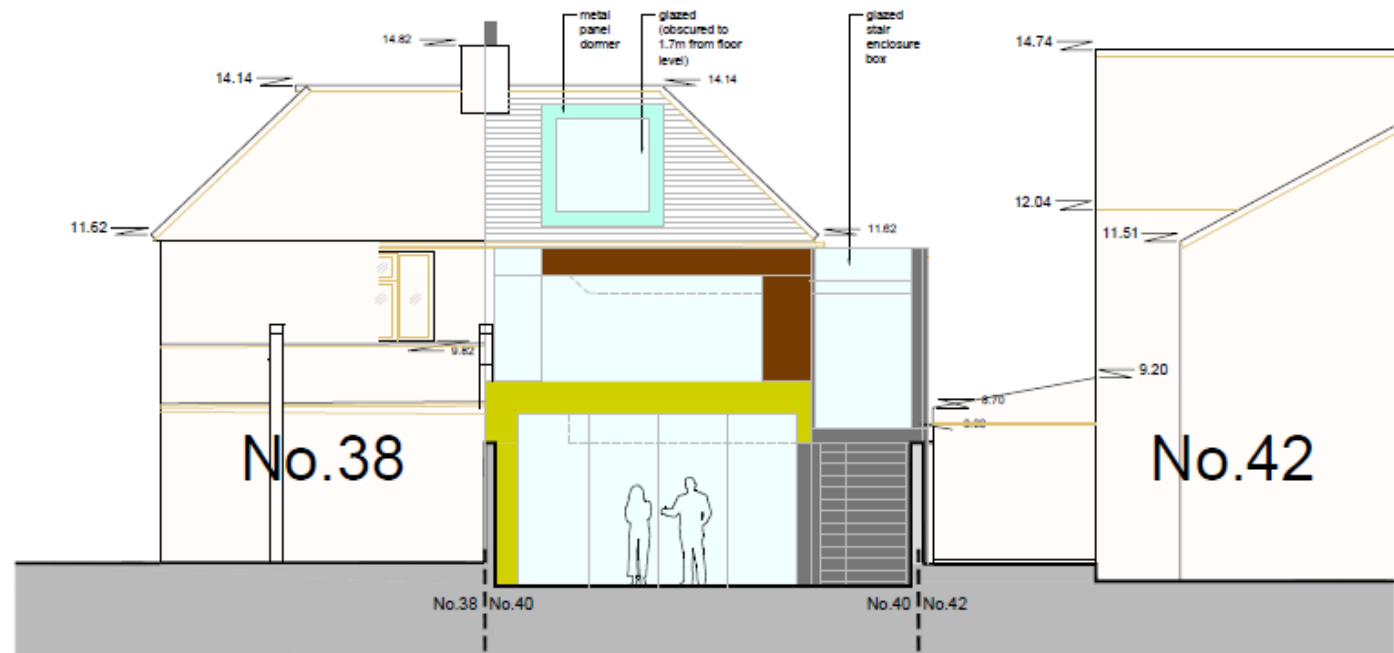 metal
panel
dormer
glazed
(obscured to
1.7m from floor
level)
glazed
stair
enclosure
box
14.82
14.14
14.14
14.74
12.04
11.62
11.62
11.51
9.82
9.20
8.70
No.38
No.42
No.38
No.40
No.40
No.42